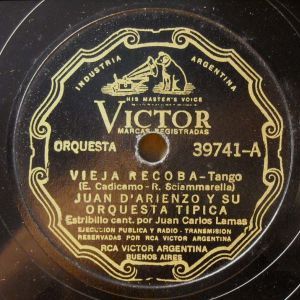 INDUSTRIA ARGENTINA
HIS MASTER'S VOICE
VICTOR
MARCAS REGISTRADAS
ORQUESTA 39741-A
VIEJA RECOBA-Tango
(E. Cadicamo - R. Sciammarella)
JUAN D'ARIENZO Y SU
ORQUESTA TIPICA
Estribillo cant. por Juan Carlos Lamas
EJECUCION PUBLICA Y RADIO-TRANSMISION
RESERVADAS POR RCA VICTOR ARGENTINA
RCA VICTOR ARGENTINA
BUENOS AIRES